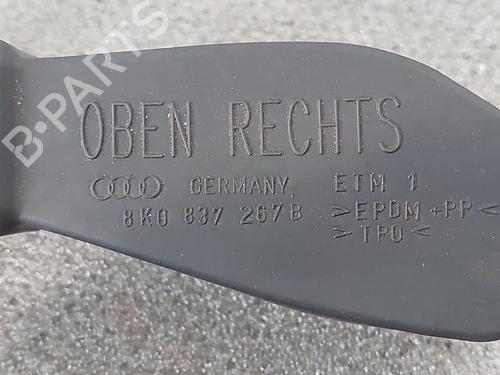 B-PARTS
OBEN RECHTS
GERMANY ETM 1
8K0 837 267B >EPDM+PP<
>TPO<